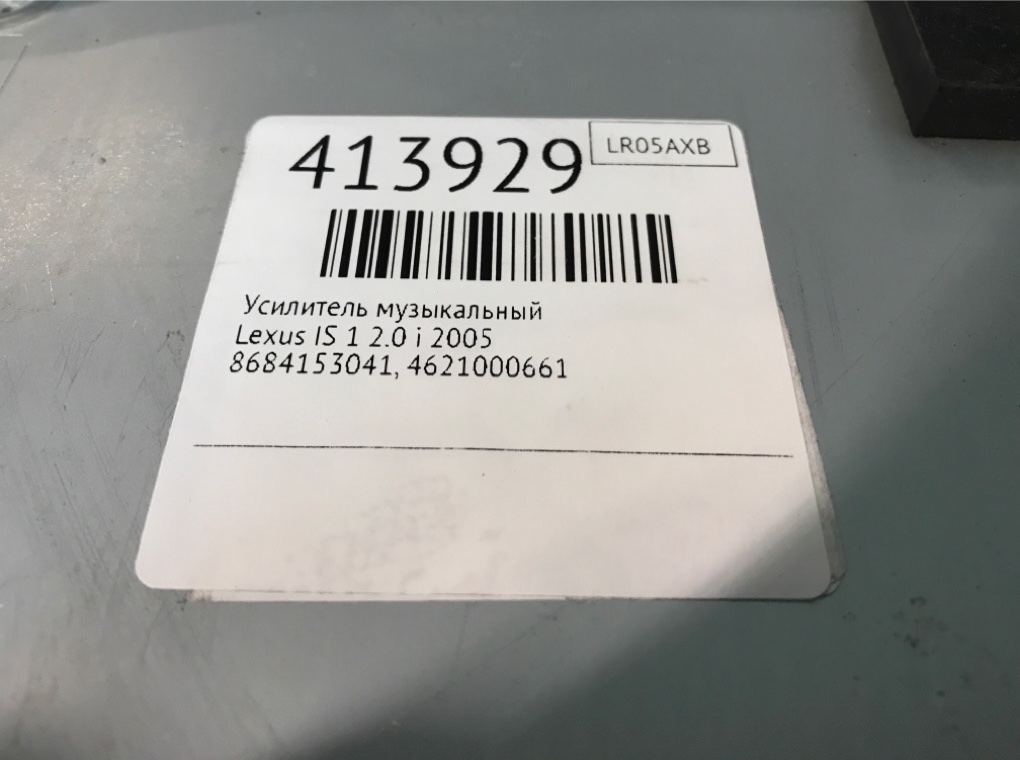 413929
LR05AXB
Усилитель музыкальный
Lexus IS 1 2.0 i 2005
8684153041, 4621000661